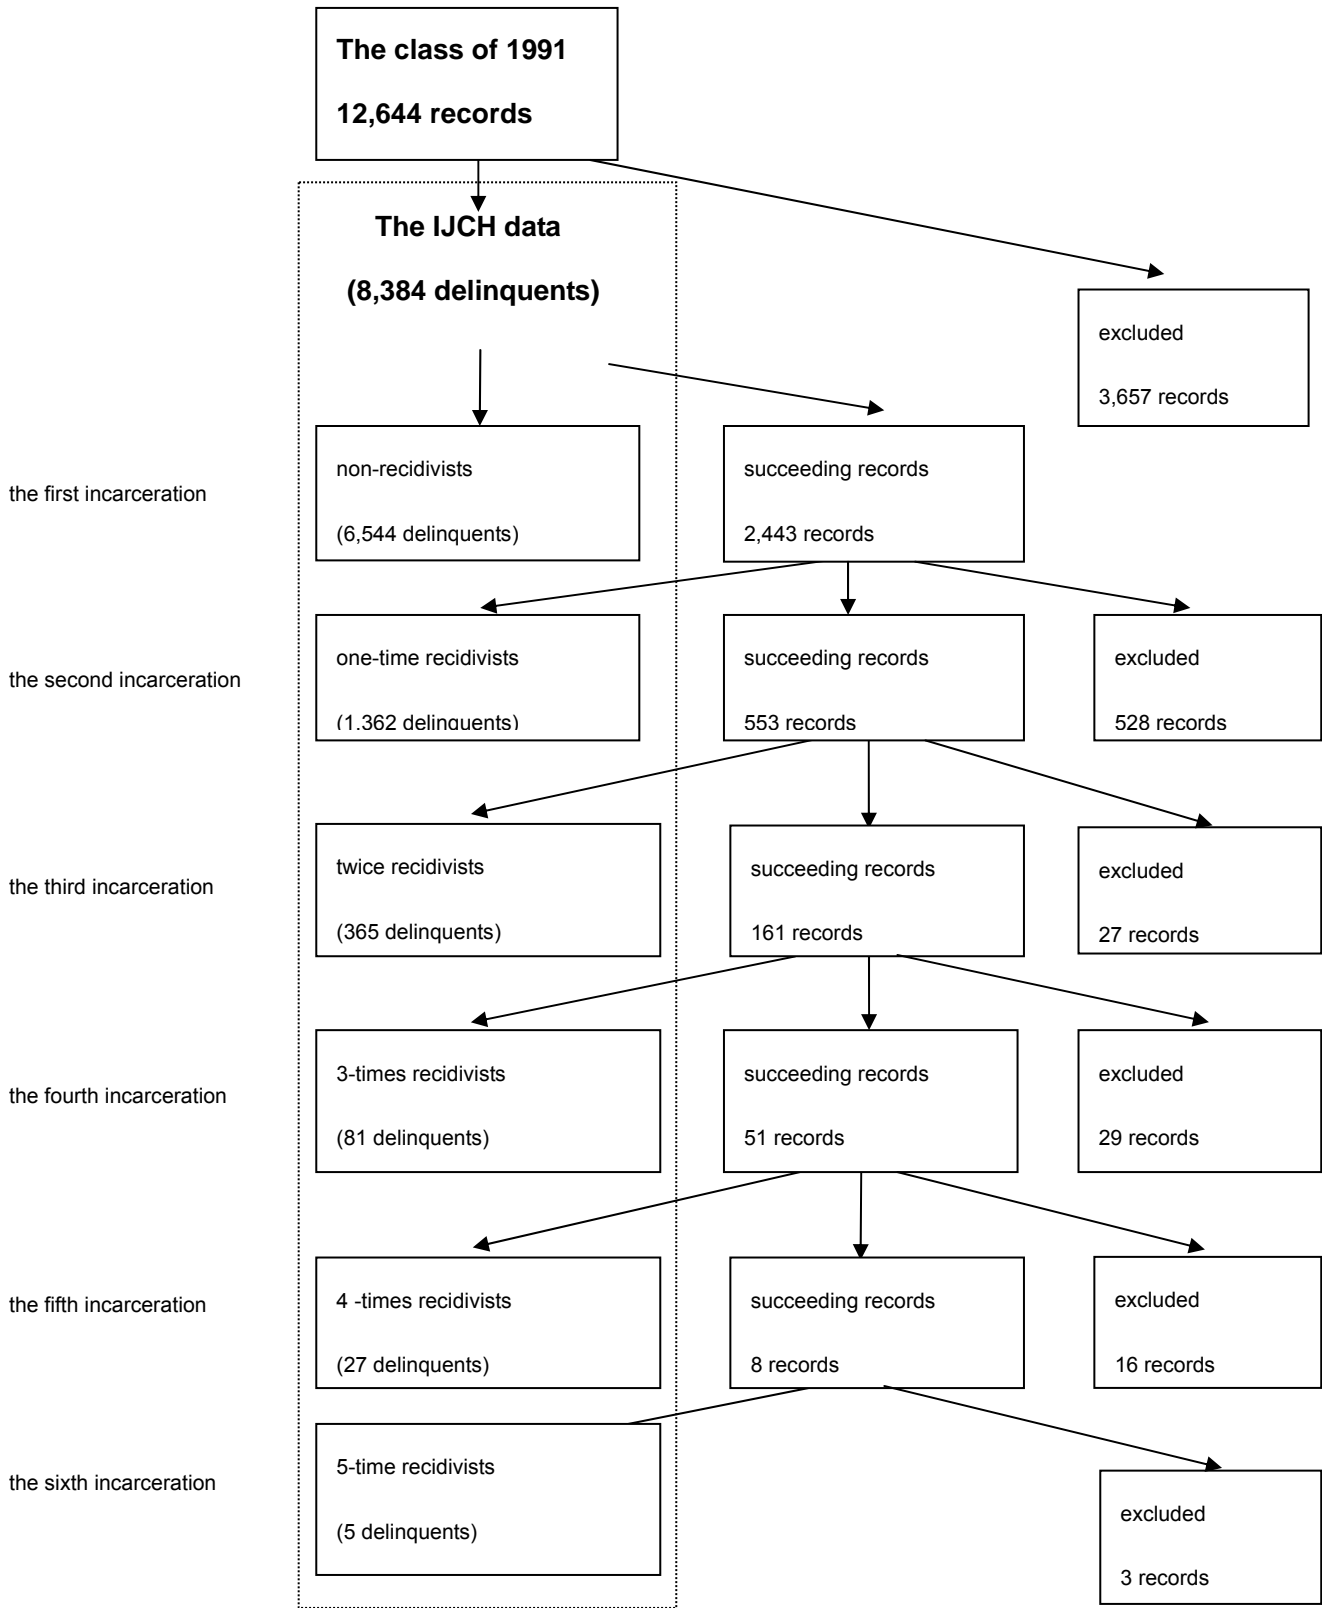 The class of 1991
12,644 records
The IJCH data
(8,384 delinquents)
excluded
3,657 records
the first incarceration
non-recidivists
(6,544 delinquents)
succeeding records
2,443 records
the second incarceration
one-time recidivists
(1,362 delinquents)
succeeding records
553 records
excluded
528 records
the third incarceration
twice recidivists
(365 delinquents)
succeeding records
161 records
excluded
27 records
the fourth incarceration
3-times recidivists
(81 delinquents)
succeeding records
51 records
excluded
29 records
the fifth incarceration
4 -times recidivists
(27 delinquents)
succeeding records
8 records
excluded
16 records
the sixth incarceration
5-time recidivists
(5 delinquents)
excluded
3 records